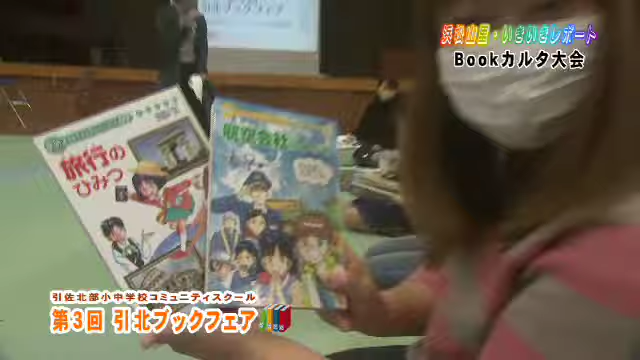 浜松山里・いきいきレポート
Bookカルタ大会
旅行の
ひみつ
航空会社
引佐北部小中学校コミュニティスクール
第3回 引北ブックフェア